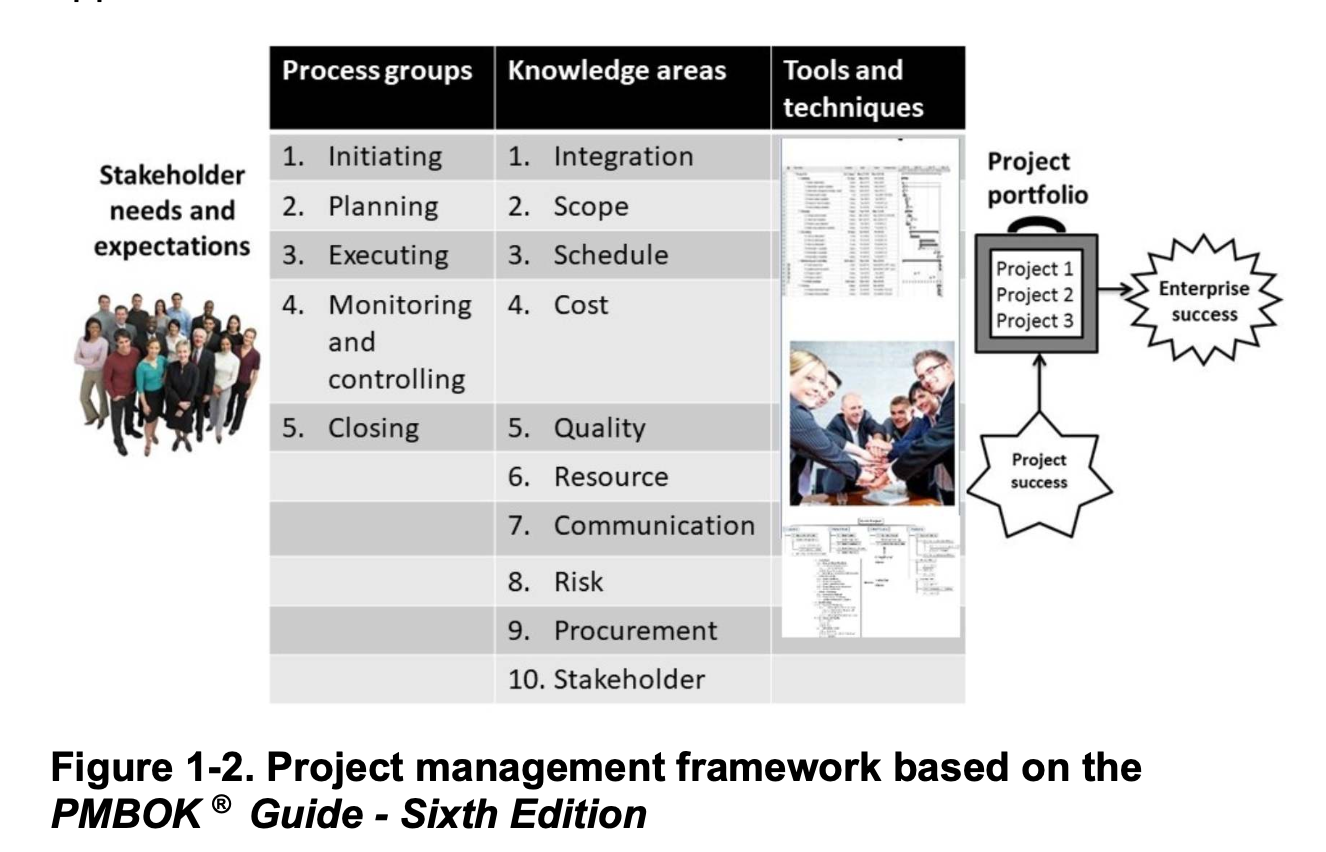 Process groups
Knowledge areas
Tools and
techniques
Stakeholder
needs and
expectations
1. Initiating
1. Integration
2. Planning
2. Scope
3. Executing
3. Schedule
4. Monitoring
and
controlling
4. Cost
5. Closing
5. Quality
6. Resource
7. Communication
8. Risk
9. Procurement
10. Stakeholder
Project
portfolio
Project 1
Project 2
Project 3
Enterprise
success
Project
success
Figure 1-2. Project management framework based on the
PMBOK ® Guide - Sixth Edition